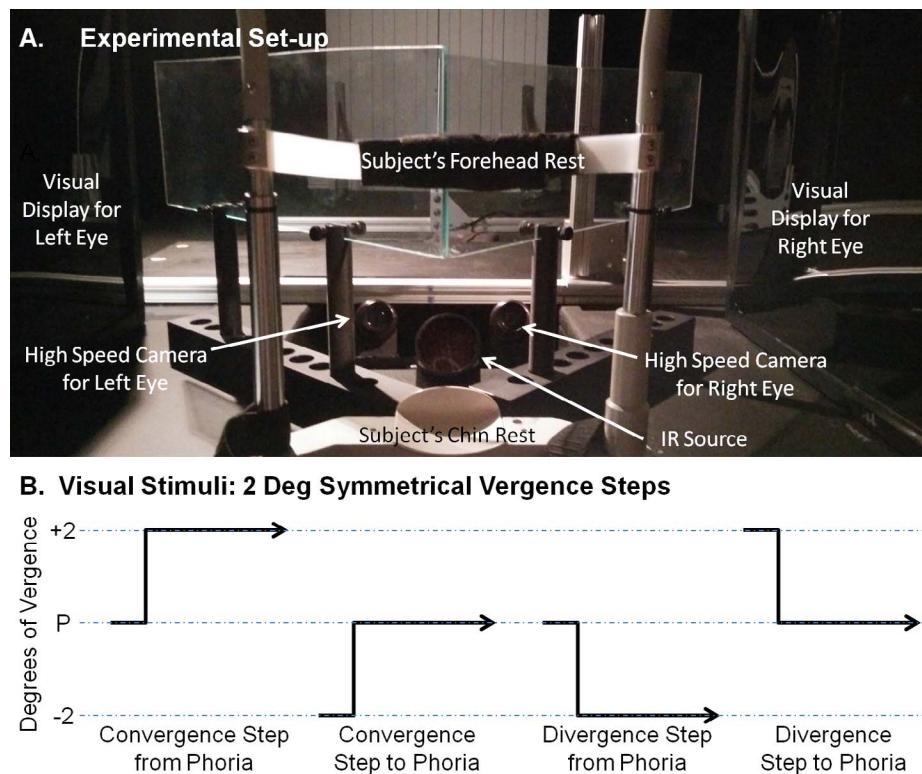 A. Experimental Set-up
A.
Subject's Forehead Rest
Visual
Display for
Left Eye
Visual
Display for
Right Eye
High Speed Camera
for Left Eye
High Speed Camera
for Right Eye
Subject's Chin Rest
IR Source
B. Visual Stimuli: 2 Deg Symmetrical Vergence Steps
Degrees of Vergence
+2
P
-2
Convergence Step
from Phoria
Convergence
Step to Phoria
Divergence Step
from Phoria
Divergence
Step to Phoria